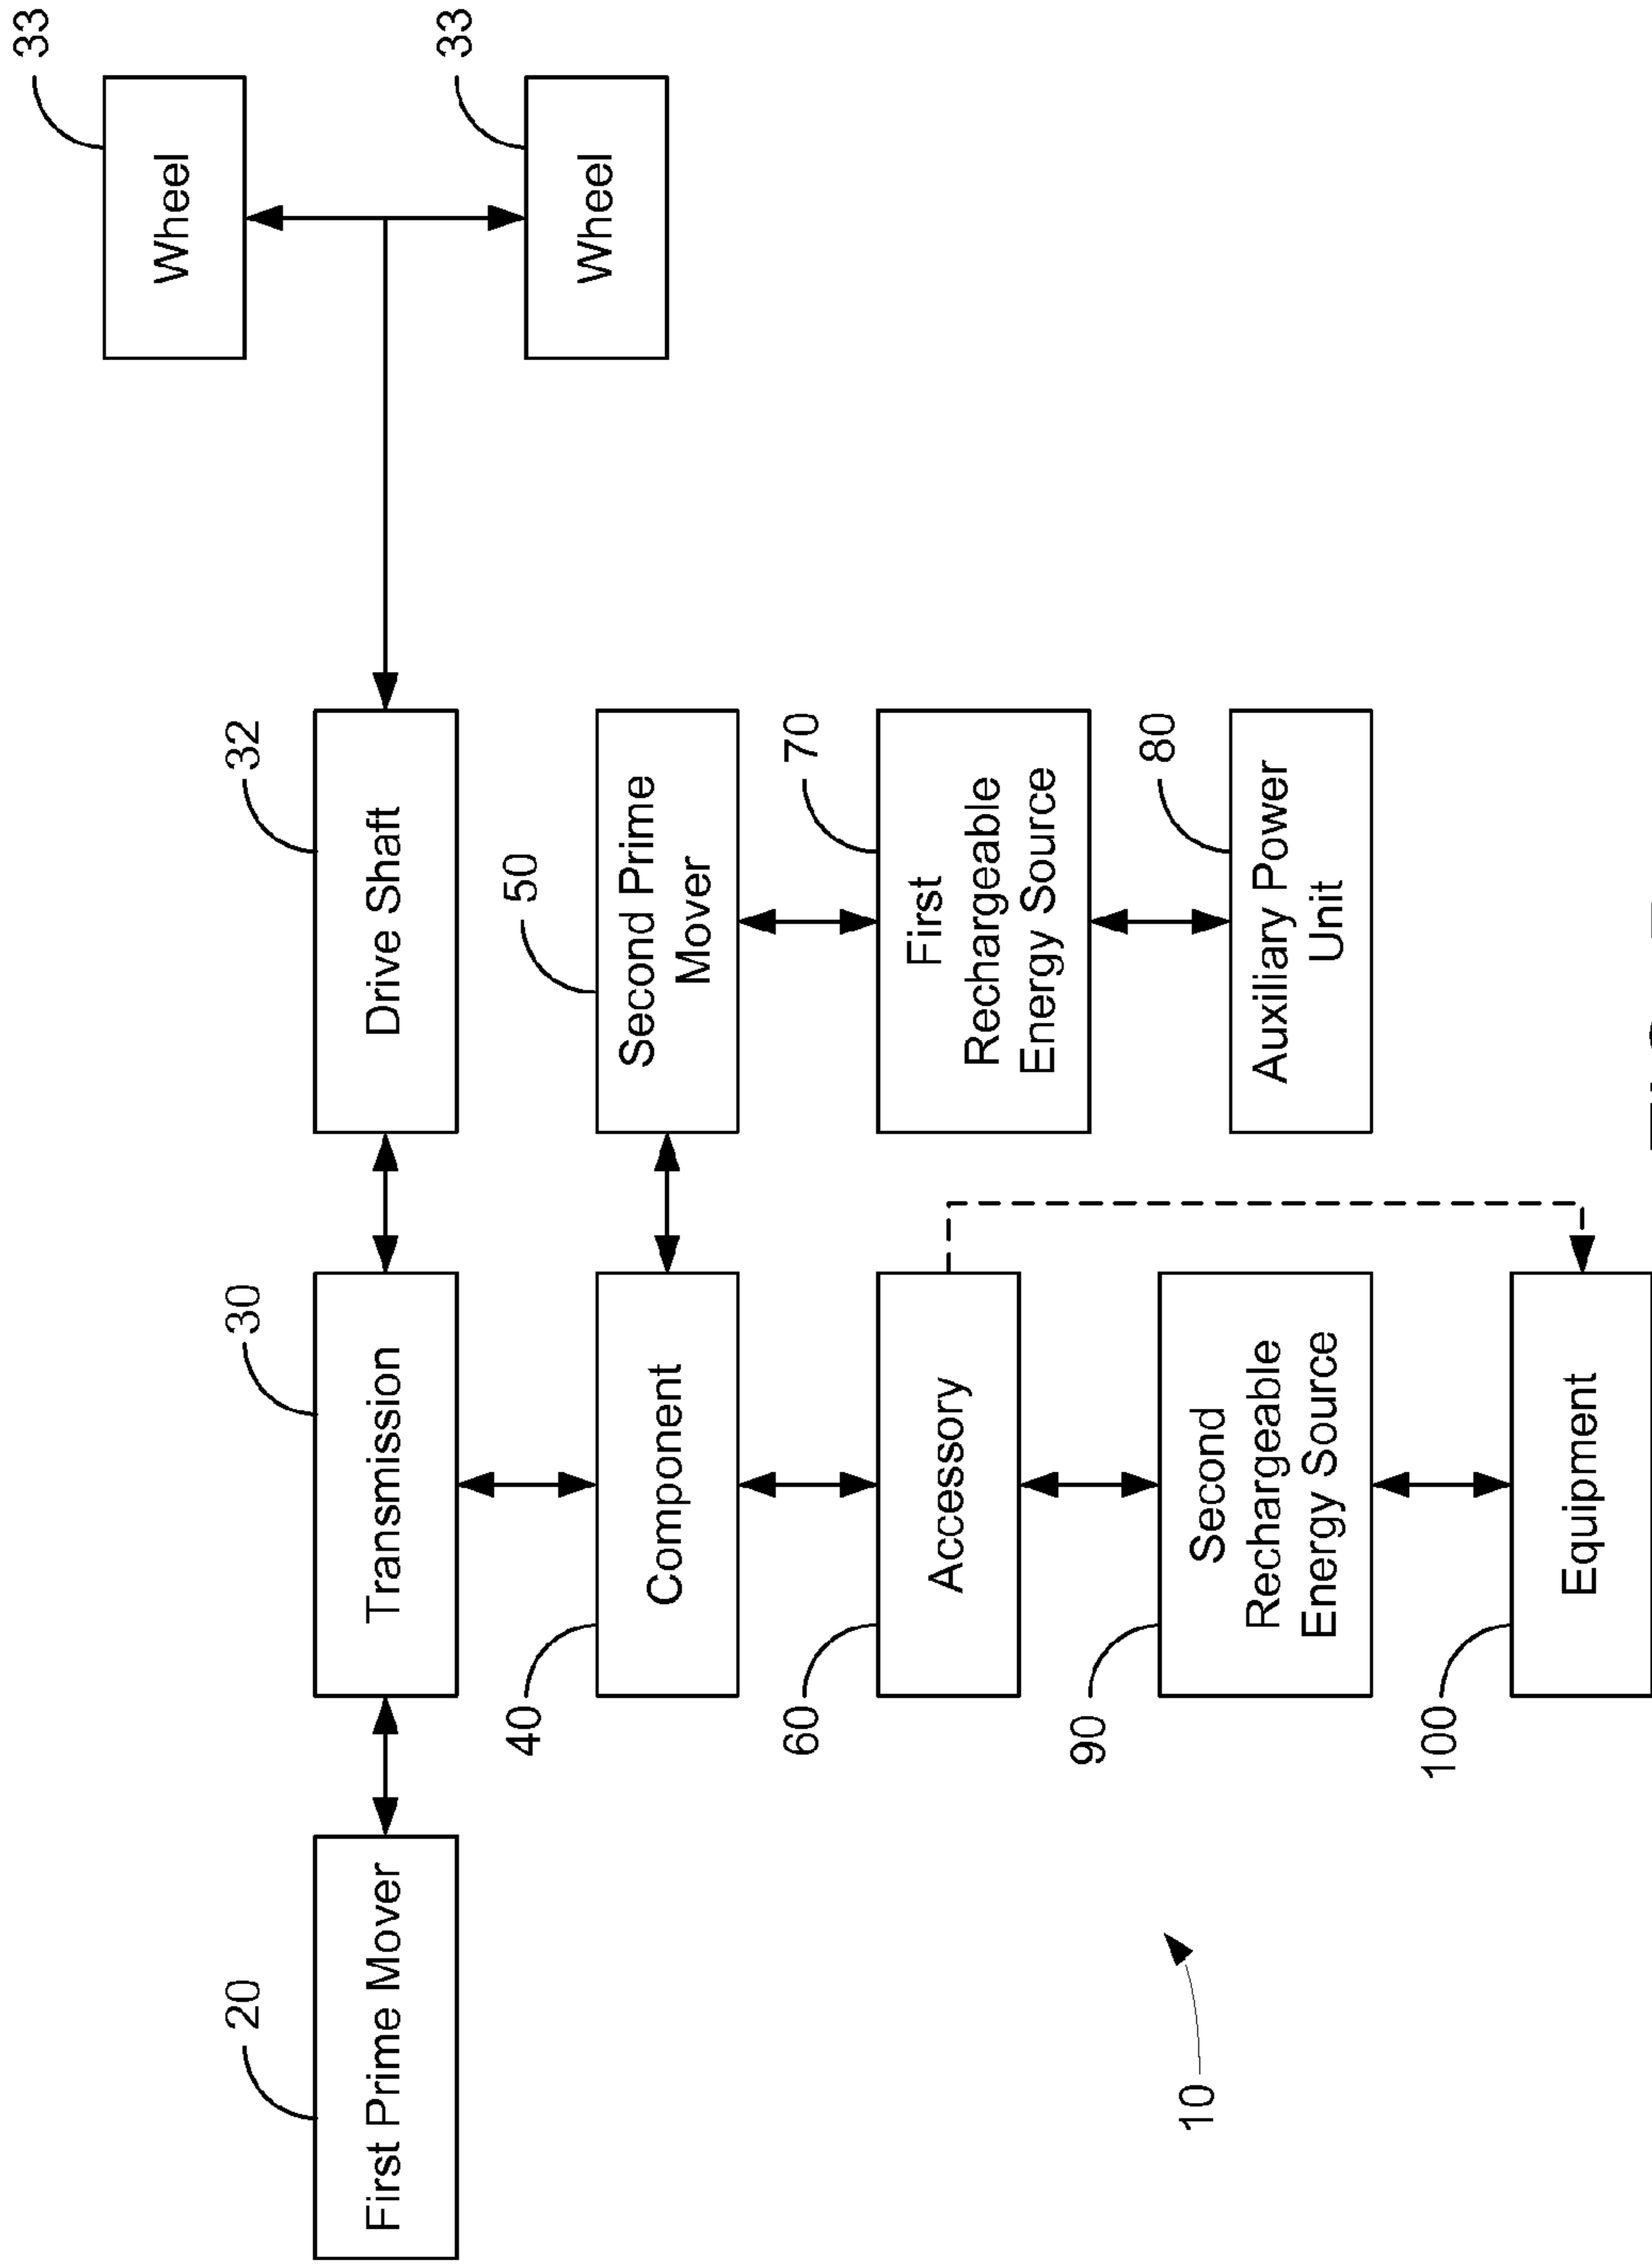 33
Wheel
20
30
32
First Prime Mover
Transmission
Drive Shaft
33
Wheel
40
Component
50
Second Prime
Mover
60
Accessory
70
First
Rechargeable
Energy Source
90
Second
Rechargeable
Energy Source
80
Auxiliary Power
Unit
10
100
Equipment